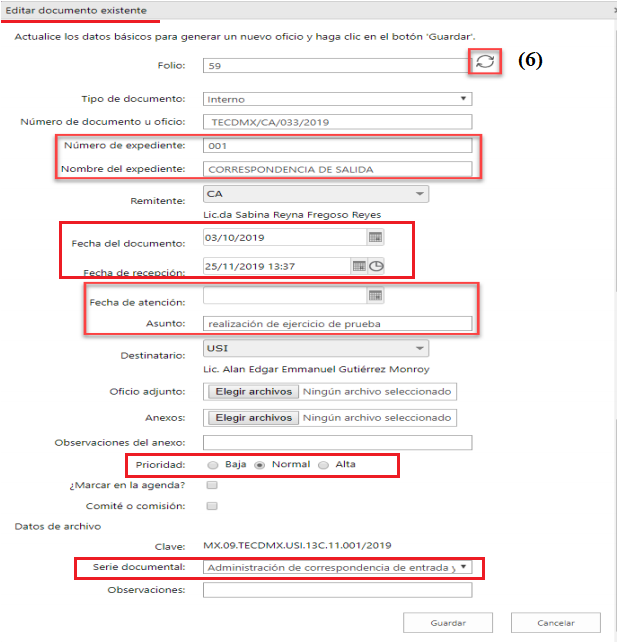 Editar documento existente
Actualice los datos básicos para generar un nuevo oficio y haga clic en el botón 'Guardar'.
Folio: 59 (6)
Tipo de documento: Interno
Número de documento u oficio: TECDMX/CA/033/2019
Número de expediente: 001
Nombre del expediente: CORRESPONDENCIA DE SALIDA
Remitente: CA
Lic.da Sabina Reyna Fregoso Reyes
Fecha del documento: 03/10/2019
Fecha de recepción: 25/11/2019 13:37
Fecha de atención:
Asunto: realización de ejercicio de prueba
Destinatario: USI
Lic. Alan Edgar Emmanuel Gutiérrez Monroy
Oficio adjunto: Elegir archivos Ningún archivo seleccionado
Anexos: Elegir archivos Ningún archivo seleccionado
Observaciones del anexo:
Prioridad: Baja Normal Alta
¿Marcar en la agenda?
Comité o comisión:
Datos de archivo
Clave: MX.09.TECDMX.USI.13C.11.001/2019
Serie documental: Administración de correspondencia de entrada y
Observaciones:
Guardar Cancelar